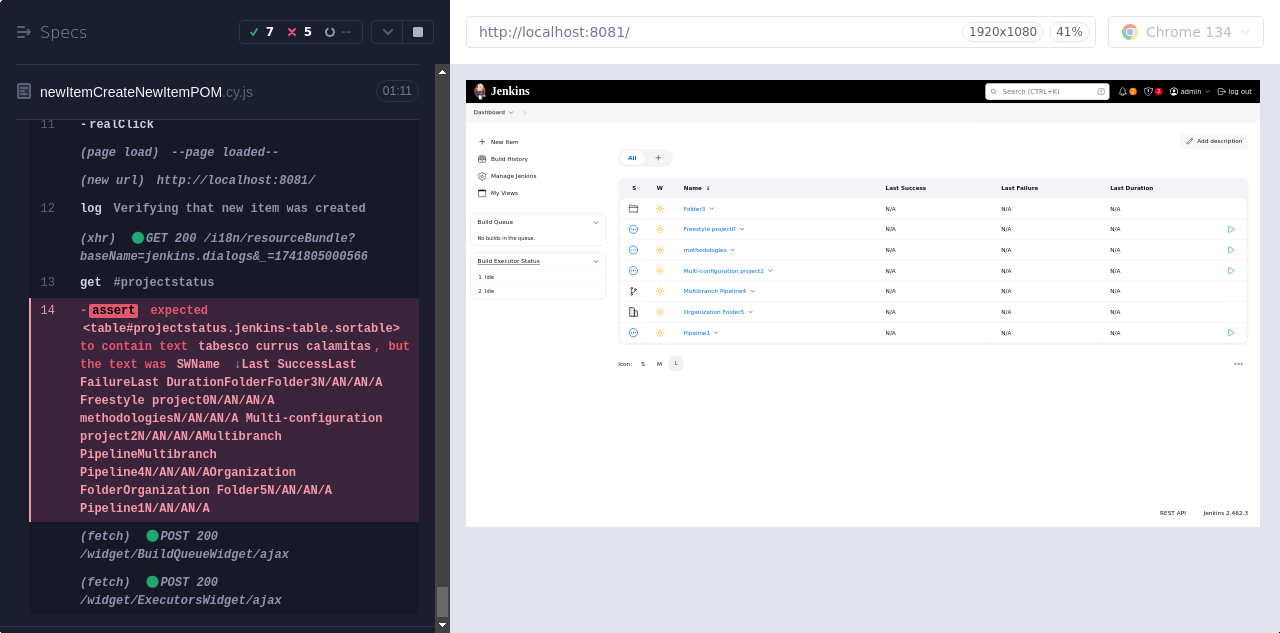 Specs
7 5 --
newItemCreateNewItemPOM.cy.js
01:11
11 -realClick
(page load) --page loaded--
(new url) http://localhost:8081/
12 log Verifying that new item was created
(xhr) GET 200 /i18n/resourceBundle?
baseName=jenkins.dialogs&_=1741805000566
13 get #projectstatus
14 -assert expected
<table#projectstatus.jenkins-table.sortable>
to contain text tabesco currus calamitas, but
the text was SWName ↓Last SuccessLast
FailureLast DurationFolderFolder3N/AN/AN/A
Freestyle project0N/AN/AN/A
methodologiesN/AN/AN/A Multi-configuration
project2N/AN/AN/AMultibranch
PipelineMultibranch
Pipeline4N/AN/AN/AOrganization
FolderOrganization Folder5N/AN/AN/A
Pipeline1N/AN/AN/A
(fetch) POST 200
/widget/BuildQueueWidget/ajax
(fetch) POST 200
/widget/ExecutorsWidget/ajax
http://localhost:8081/
1920x1080
41%
Chrome 134
Jenkins
Search (CTRL+K)
admin
log out
Dashboard
New Item
Build History
Manage Jenkins
My Views
Build Queue
No builds in the queue.
Build Executor Status
1 Idle
2 Idle
Add description
All +
S W Name ↓ Last Success Last Failure Last Duration
Folder3 N/A N/A N/A
Freestyle project0 N/A N/A N/A
methodologies N/A N/A N/A
Multi-configuration project2 N/A N/A N/A
Multibranch Pipeline4 N/A N/A N/A
Organization Folder5 N/A N/A N/A
Pipeline1 N/A N/A N/A
Icon: S M L
REST API Jenkins 2.462.3